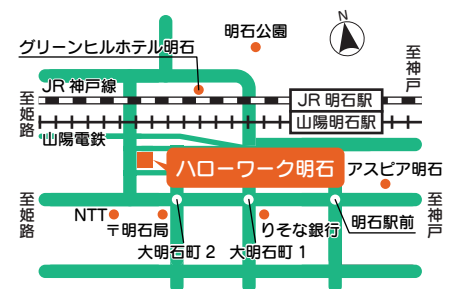 N
明石公園
グリーンヒルホテル明石
至神戸
JR 神戸線
至姫路
JR 明石駅
山陽明石駅
山陽電鉄
ハローワーク明石
アスピア明石
至姫路
至神戸
NTT
〒明石局
りそな銀行
明石駅前
大明石町 2
大明石町 1